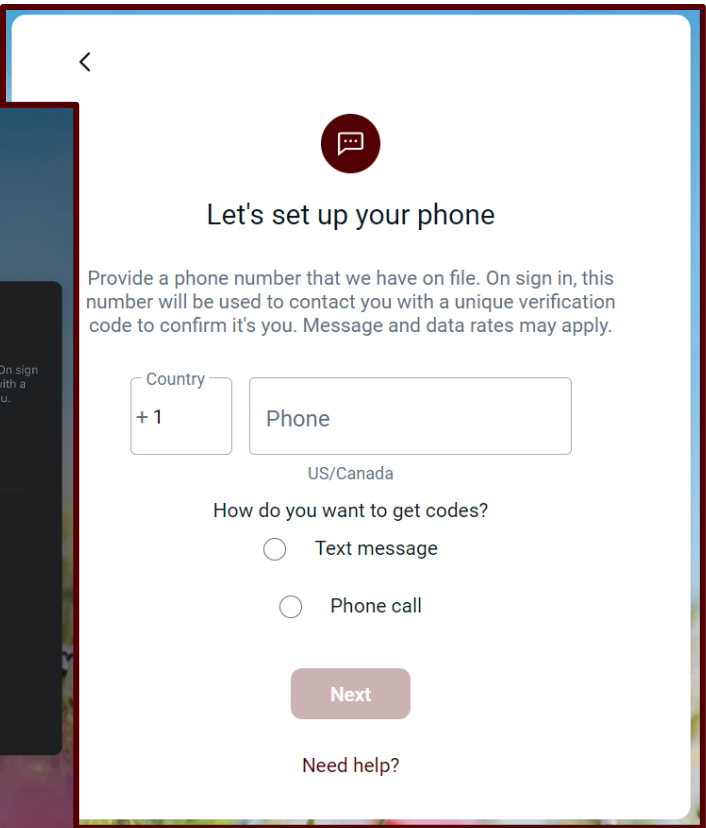 Let's set up your phone
Provide a phone number that we have on file. On sign in, this
number will be used to contact you with a unique verification
code to confirm it's you. Message and data rates may apply.
On sign
with a
u.
Country
+ 1
Phone
US/Canada
How do you want to get codes?
Text message
Phone call
Next
Need help?